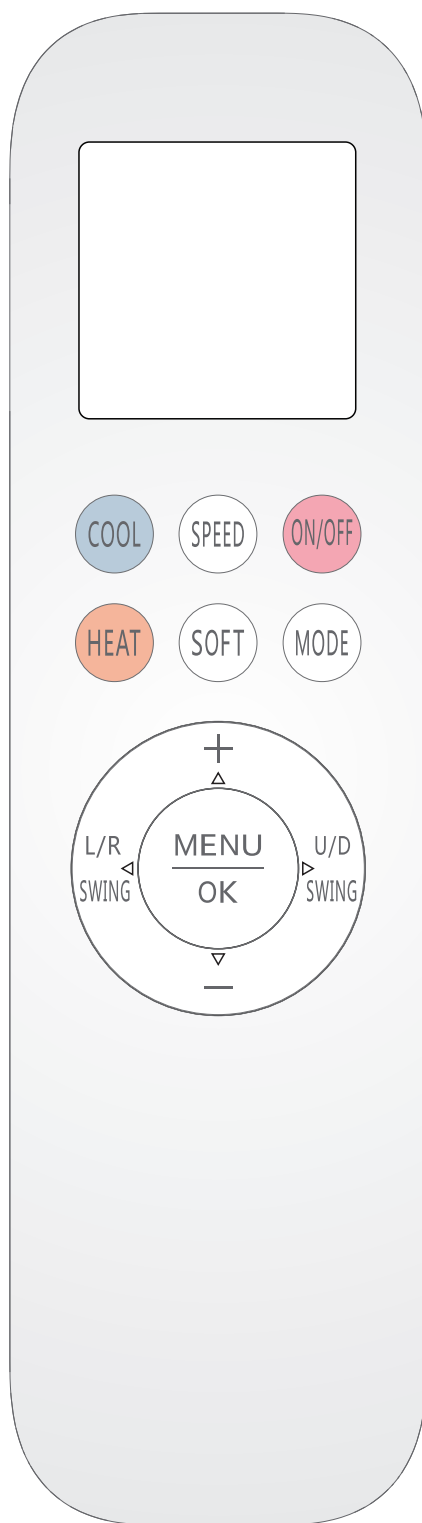 COOL SPEED ON/OFF
HEAT SOFT MODE
+
L/R MENU U/D
SWING OK SWING
−